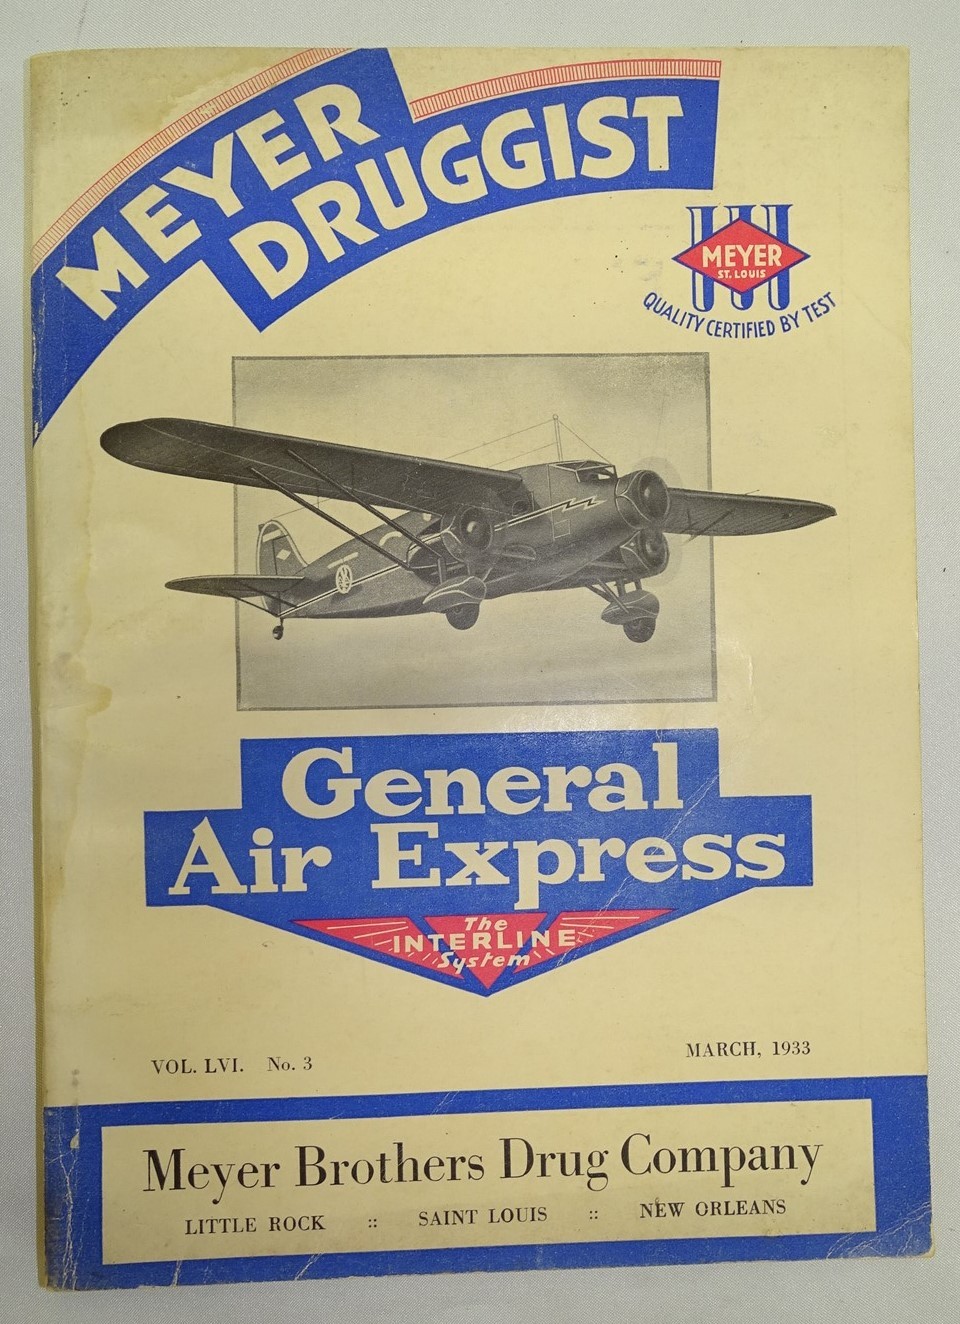 MEYER
DRUGGIST
MEYER
ST. LOUIS
QUALITY CERTIFIED BY TEST
General
Air Express
The
INTERLINE
System
VOL. LVI. No. 3
MARCH, 1933
Meyer Brothers Drug Company
LITTLE ROCK :: SAINT LOUIS :: NEW ORLEANS